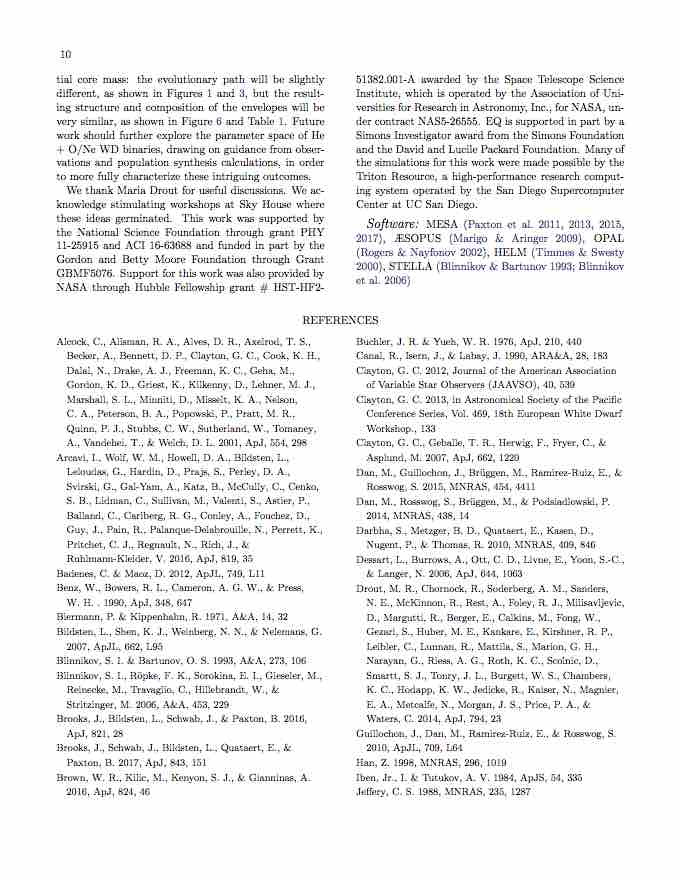 10
tial core mass: the evolutionary path will be slightly
different, as shown in Figures 1 and 3, but the result-
ing structure and composition of the envelopes will be
very similar, as shown in Figure 6 and Table 1. Future
work should further explore the parameter space of He
+ O/Ne WD binaries, drawing on guidance from obser-
vations and population synthesis calculations, in order
to more fully characterize these intriguing outcomes.
We thank Maria Drout for useful discussions. We ac-
knowledge stimulating workshops at Sky House where
these ideas germinated. This work was supported by
the National Science Foundation through grant PHY
11-25915 and ACI 16-63688 and funded in part by the
Gordon and Betty Moore Foundation through Grant
GBMF5076. Support for this work was also provided by
NASA through Hubble Fellowship grant # HST-HF2-
51382.001-A awarded by the Space Telescope Science
Institute, which is operated by the Association of Uni-
versities for Research in Astronomy, Inc., for NASA, un-
der contract NAS5-26555. EQ is supported in part by a
Simons Investigator award from the Simons Foundation
and the David and Lucile Packard Foundation. Many of
the simulations for this work were made possible by the
Triton Resource, a high-performance research comput-
ing system operated by the San Diego Supercomputer
Center at UC San Diego.
Software: MESA (Paxton et al. 2011, 2013, 2015,
2017), ÆSOPUS (Marigo & Aringer 2009), OPAL
(Rogers & Nayfonov 2002), HELM (Timmes & Swesty
2000), STELLA (Blinnikov & Bartunov 1993; Blinnikov
et al. 2006)
REFERENCES
Alcock, C., Allsman, R. A., Alves, D. R., Axelrod, T. S.,
Becker, A., Bennett, D. P., Clayton, G. C., Cook, K. H.,
Dalal, N., Drake, A. J., Freeman, K. C., Geha, M.,
Gordon, K. D., Griest, K., Kilkenny, D., Lehner, M. J.,
Marshall, S. L., Minniti, D., Misselt, K. A., Nelson,
C. A., Peterson, B. A., Popowski, P., Pratt, M. R.,
Quinn, P. J., Stubbs, C. W., Sutherland, W., Tomaney,
A., Vandehei, T., & Welch, D. L. 2001, ApJ, 554, 298
Arcavi, I., Wolf, W. M., Howell, D. A., Bildsten, L.,
Leloudas, G., Hardin, D., Prajs, S., Perley, D. A.,
Svirski, G., Gal-Yam, A., Katz, B., McCully, C., Cenko,
S. B., Lidman, C., Sullivan, M., Valenti, S., Astier, P.,
Balland, C., Carlberg, R. G., Conley, A., Fouchez, D.,
Guy, J., Pain, R., Palanque-Delabrouille, N., Perrett, K.,
Pritchet, C. J., Regnault, N., Rich, J., &
Ruhlmann-Kleider, V. 2016, ApJ, 819, 35
Badenes, C. & Maoz, D. 2012, ApJL, 749, L11
Benz, W., Bowers, R. L., Cameron, A. G. W., & Press,
W. H. . 1990, ApJ, 348, 647
Biermann, P. & Kippenhahn, R. 1971, A&A, 14, 32
Bildsten, L., Shen, K. J., Weinberg, N. N., & Nelemans, G.
2007, ApJL, 662, L95
Blinnikov, S. I. & Bartunov, O. S. 1993, A&A, 273, 106
Blinnikov, S. I., Röpke, F. K., Sorokina, E. I., Gieseler, M.,
Reinecke, M., Travaglio, C., Hillebrandt, W., &
Stritzinger, M. 2006, A&A, 453, 229
Brooks, J., Bildsten, L., Schwab, J., & Paxton, B. 2016,
ApJ, 821, 28
Brooks, J., Schwab, J., Bildsten, L., Quataert, E., &
Paxton, B. 2017, ApJ, 843, 151
Brown, W. R., Kilic, M., Kenyon, S. J., & Gianninas, A.
2016, ApJ, 824, 46
Buchler, J. R. & Yueh, W. R. 1976, ApJ, 210, 440
Canal, R., Isern, J., & Labay, J. 1990, ARA&A, 28, 183
Clayton, G. C. 2012, Journal of the American Association
of Variable Star Observers (JAAVSO), 40, 539
Clayton, G. C. 2013, in Astronomical Society of the Pacific
Conference Series, Vol. 469, 18th European White Dwarf
Workshop., 133
Clayton, G. C., Geballe, T. R., Herwig, F., Fryer, C., &
Asplund, M. 2007, ApJ, 662, 1220
Dan, M., Guillochon, J., Brüggen, M., Ramirez-Ruiz, E., &
Rosswog, S. 2015, MNRAS, 454, 4411
Dan, M., Rosswog, S., Brüggen, M., & Podsiadlowski, P.
2014, MNRAS, 438, 14
Darbha, S., Metzger, B. D., Quataert, E., Kasen, D.,
Nugent, P., & Thomas, R. 2010, MNRAS, 409, 846
Dessart, L., Burrows, A., Ott, C. D., Livne, E., Yoon, S.-C.,
& Langer, N. 2006, ApJ, 644, 1063
Drout, M. R., Chornock, R., Soderberg, A. M., Sanders,
N. E., McKinnon, R., Rest, A., Foley, R. J., Milisavljevic,
D., Margutti, R., Berger, E., Calkins, M., Fong, W.,
Gezari, S., Huber, M. E., Kankare, E., Kirshner, R. P.,
Leibler, C., Lunnan, R., Mattila, S., Marion, G. H.,
Narayan, G., Riess, A. G., Roth, K. C., Scolnic, D.,
Smartt, S. J., Tonry, J. L., Burgett, W. S., Chambers,
K. C., Hodapp, K. W., Jedicke, R., Kaiser, N., Magnier,
E. A., Metcalfe, N., Morgan, J. S., Price, P. A., &
Waters, C. 2014, ApJ, 794, 23
Guillochon, J., Dan, M., Ramirez-Ruiz, E., & Rosswog, S.
2010, ApJL, 709, L64
Han, Z. 1998, MNRAS, 296, 1019
Iben, Jr., I. & Tutukov, A. V. 1984, ApJS, 54, 335
Jeffery, C. S. 1988, MNRAS, 235, 1287